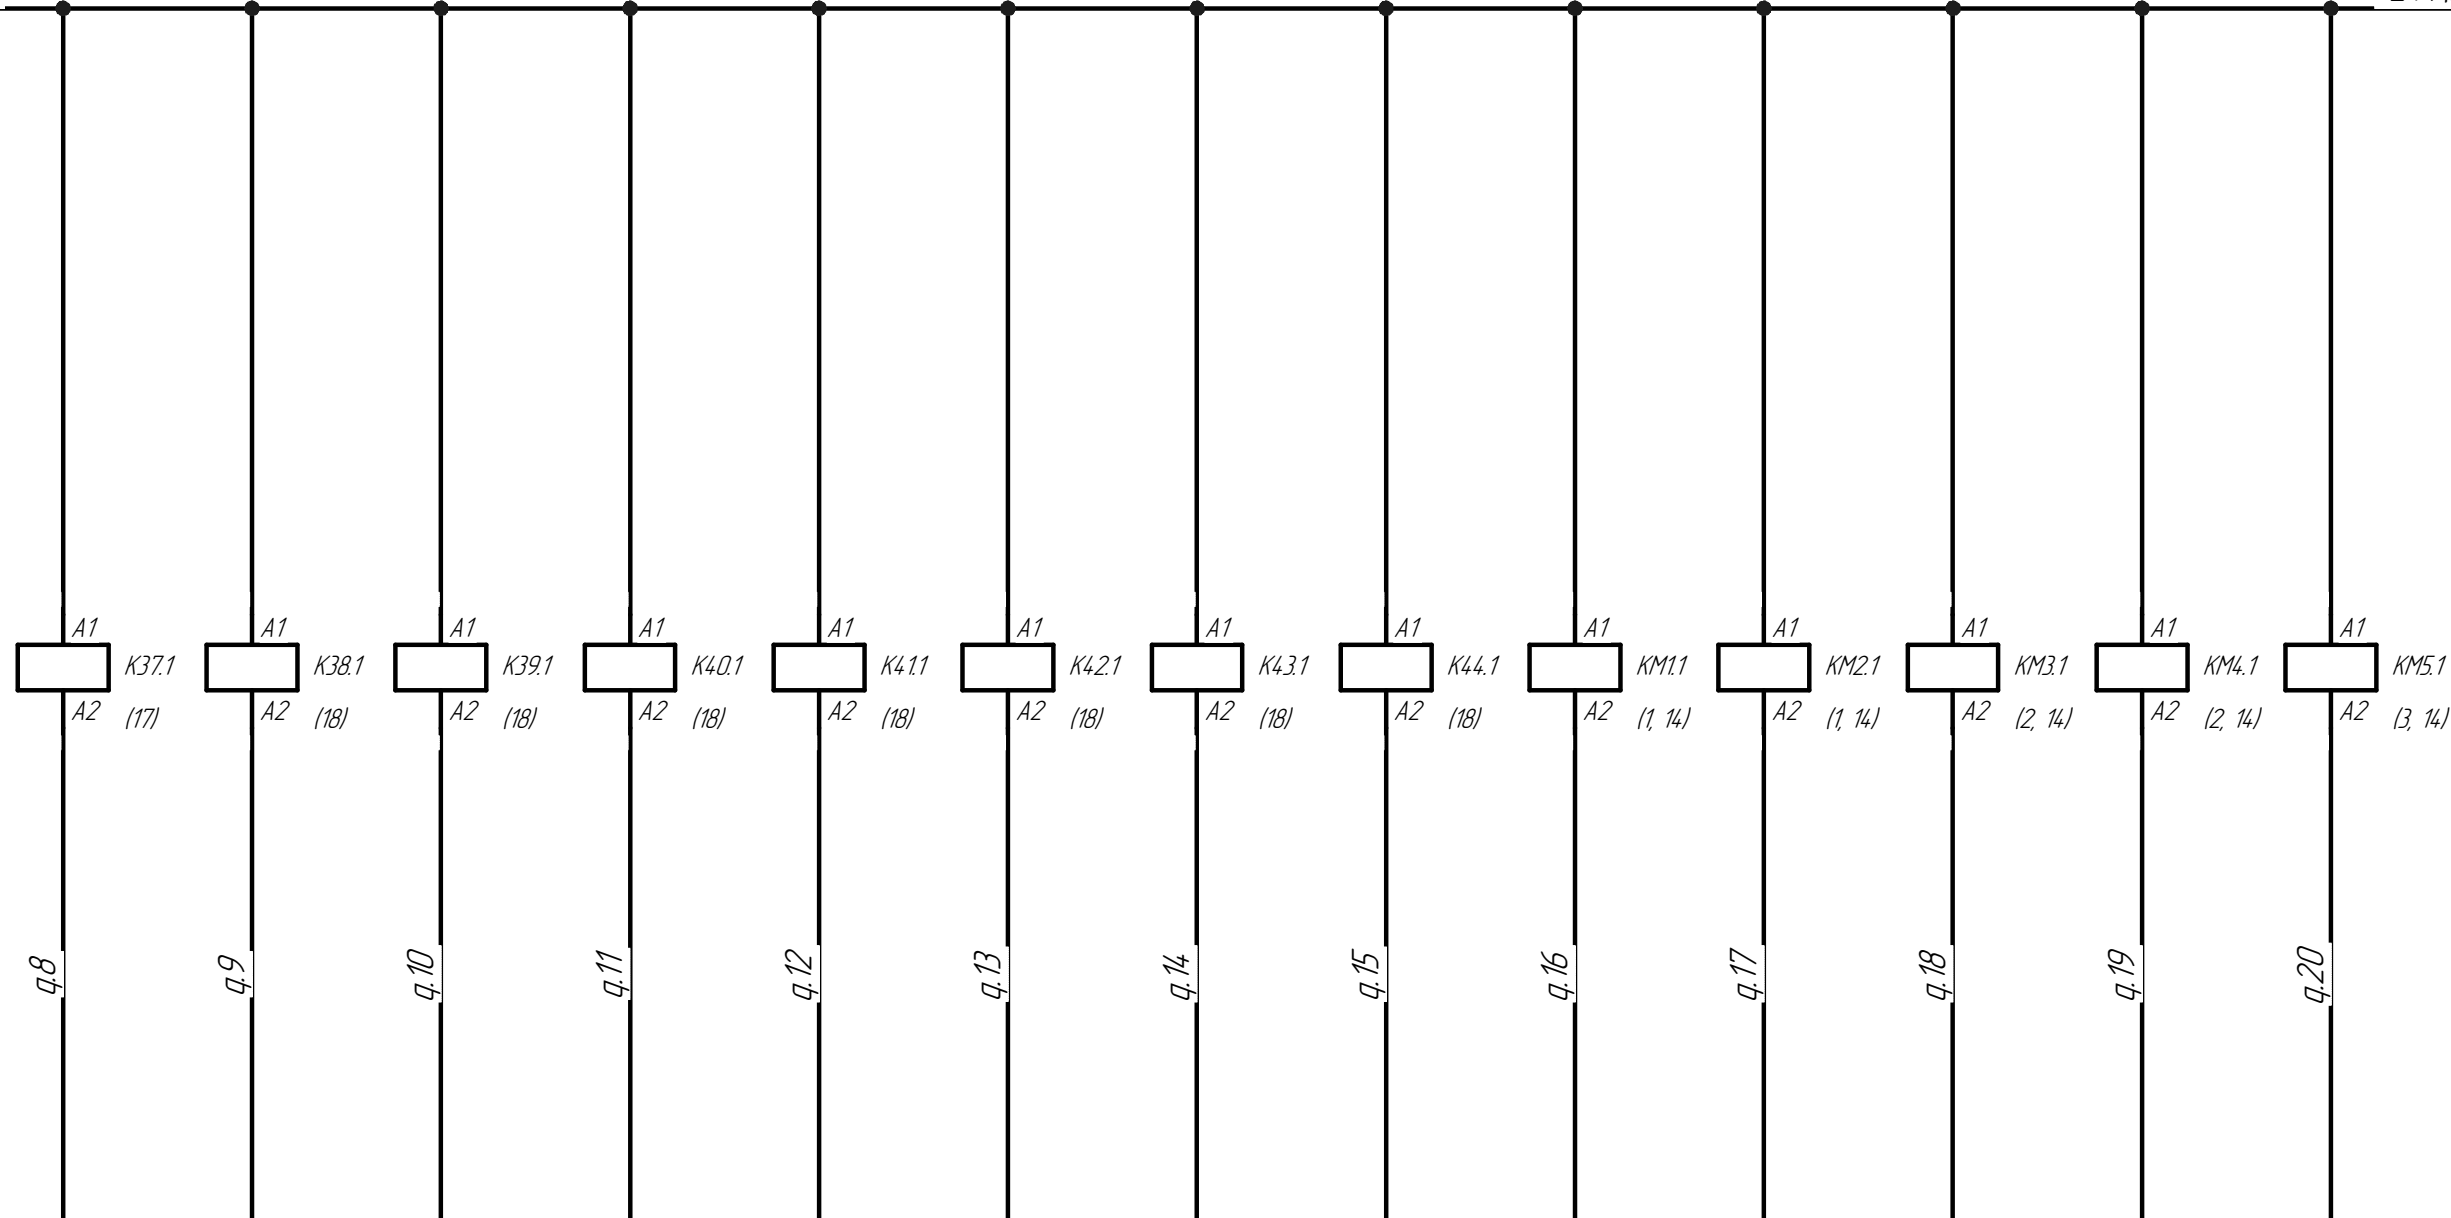 A1 A1 A1 A1 A1 A1 A1 A1 A1 A1 A1 A1 A1
K37.1 K38.1 K39.1 K40.1 K41.1 K42.1 K43.1 K44.1 KM1.1 KM2.1 KM3.1 KM4.1 KM5.1
A2 (17) A2 (18) A2 (18) A2 (18) A2 (18) A2 (18) A2 (18) A2 (18) A2 (1, 14) A2 (1, 14) A2 (2, 14) A2 (2, 14) A2 (3, 14)
q.8 q.9 q.10 q.11 q.12 q.13 q.14 q.15 q.16 q.17 q.18 q.19 q.20